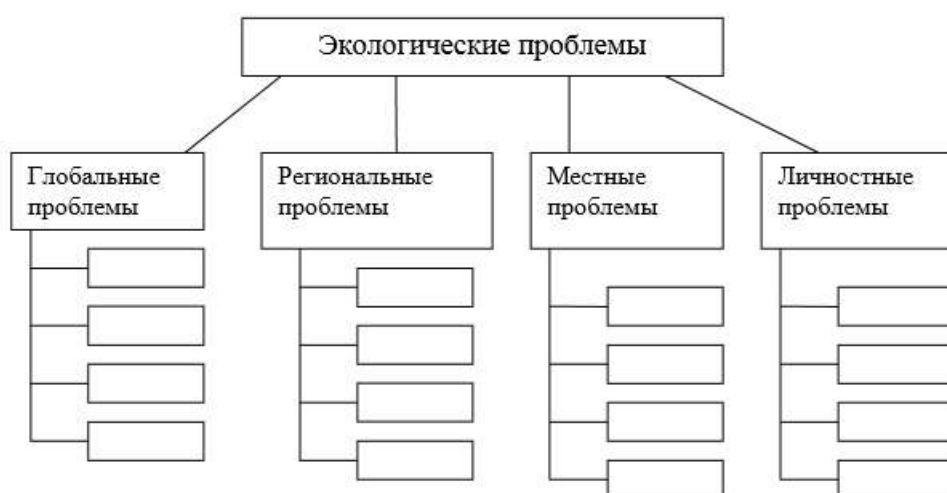 Экологические проблемы
Глобальные
проблемы
Региональные
проблемы
Местные
проблемы
Личностные
проблемы